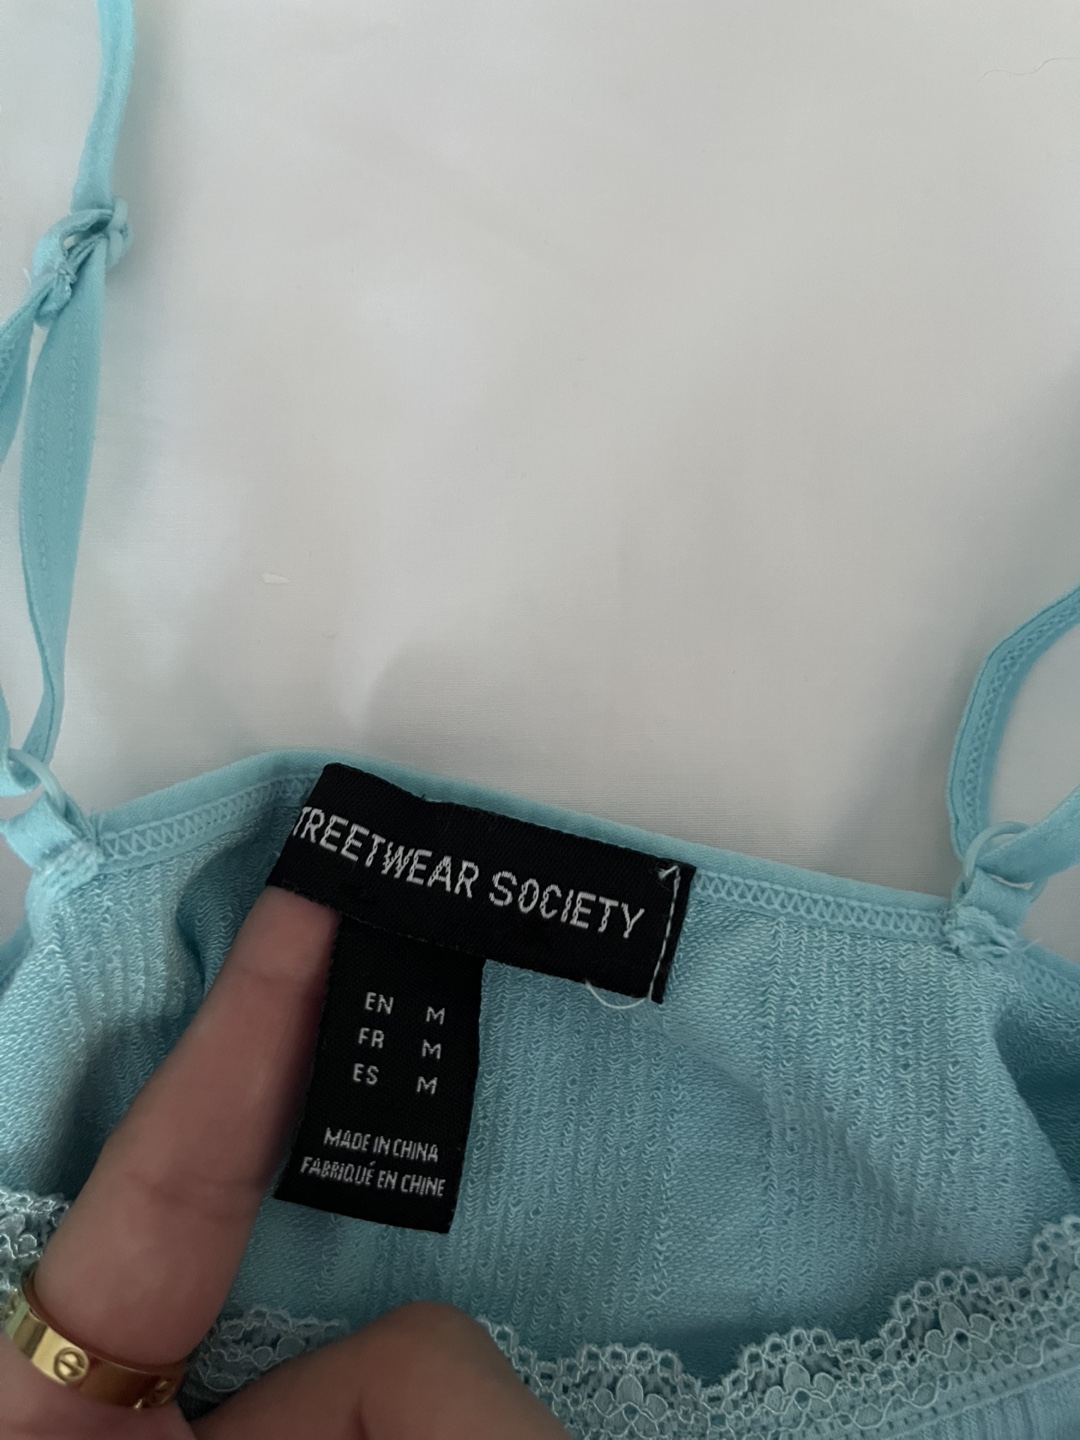 TREETWEAR SOCIETY
EN M
FR M
ES M
MADE IN CHINA
FABRIQUÉ EN CHINE